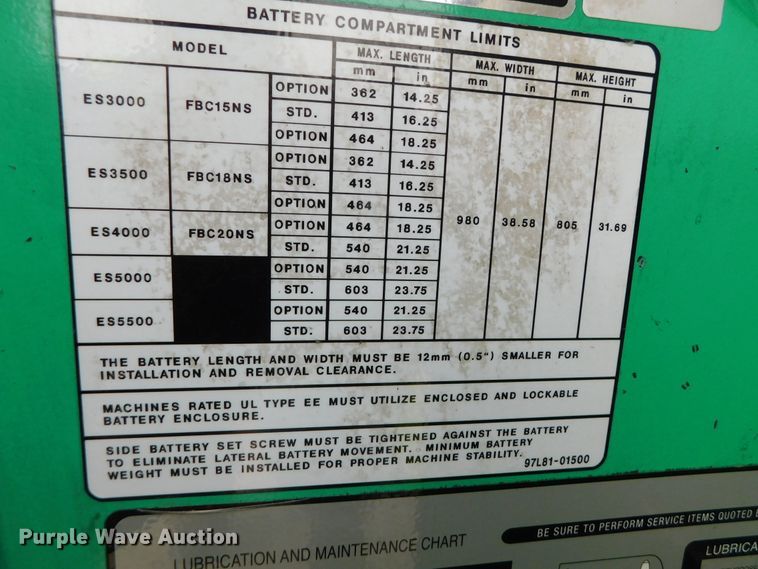 BATTERY COMPARTMENT LIMITS
MODEL MAX. LENGTH MAX. WIDTH MAX. HEIGHT
mm in mm in mm in
ES3000 FBC15NS OPTION 362 14.25
STD. 413 16.25
OPTION 464 18.25
ES3500 FBC18NS OPTION 362 14.25
STD. 413 16.25
OPTION 464 18.25
980 38.58 805 31.69
ES4000 FBC20NS OPTION 464 18.25
STD. 540 21.25
ES5000 OPTION 540 21.25
STD. 603 23.75
ES5500 OPTION 540 21.25
STD. 603 23.75
THE BATTERY LENGTH AND WIDTH MUST BE 12mm (0.5") SMALLER FOR
INSTALLATION AND REMOVAL CLEARANCE.
MACHINES RATED UL TYPE EE MUST UTILIZE ENCLOSED AND LOCKABLE
BATTERY ENCLOSURE.
SIDE BATTERY SET SCREW MUST BE TIGHTENED AGAINST THE BATTERY
TO ELIMINATE LATERAL BATTERY MOVEMENT. MINIMUM BATTERY
WEIGHT MUST BE INSTALLED FOR PROPER MACHINE STABILITY.
97L81-01500
BE SURE TO PERFORM SERVICE ITEMS QUOTED
LUBRICATION AND MAINTENANCE CHART
LUBRICA
Purple Wave Auction